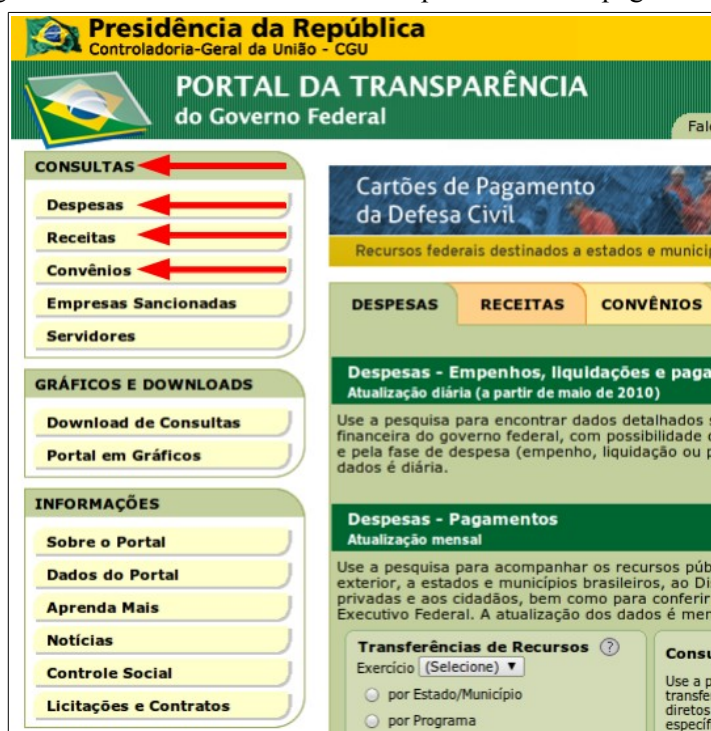 Presidência da República
Controladoria-Geral da União - CGU
PORTAL DA TRANSPARÊNCIA
do Governo Federal
CONSULTAS
Despesas
Receitas
Convênios
Empresas Sancionadas
Servidores
GRÁFICOS E DOWNLOADS
Download de Consultas
Portal em Gráficos
INFORMAÇÕES
Sobre o Portal
Dados do Portal
Aprenda Mais
Notícias
Controle Social
Licitações e Contratos
Cartões de Pagamento
da Defesa Civil
Recursos federais destinados a estados e
DESPESAS RECEITAS CONVÊNIOS
Despesas - Empenhos, liquidações e
Atualização diária (a partir de maio de 2010)
Use a pesquisa para encontrar dados detalhados
financeira do governo federal, com possibilidade
e pela fase de despesa (empenho, liquidação ou
dados é diária.
Despesas - Pagamentos
Atualização mensal
Use a pesquisa para acompanhar os recursos
exterior, a estados e municípios brasileiros, ao
privadas e aos cidadãos, bem como para conferir
Executivo Federal. A atualização dos dados é
Transferências de Recursos ?
Exercício (Selecione)
por Estado/Município
por Programa
Use a